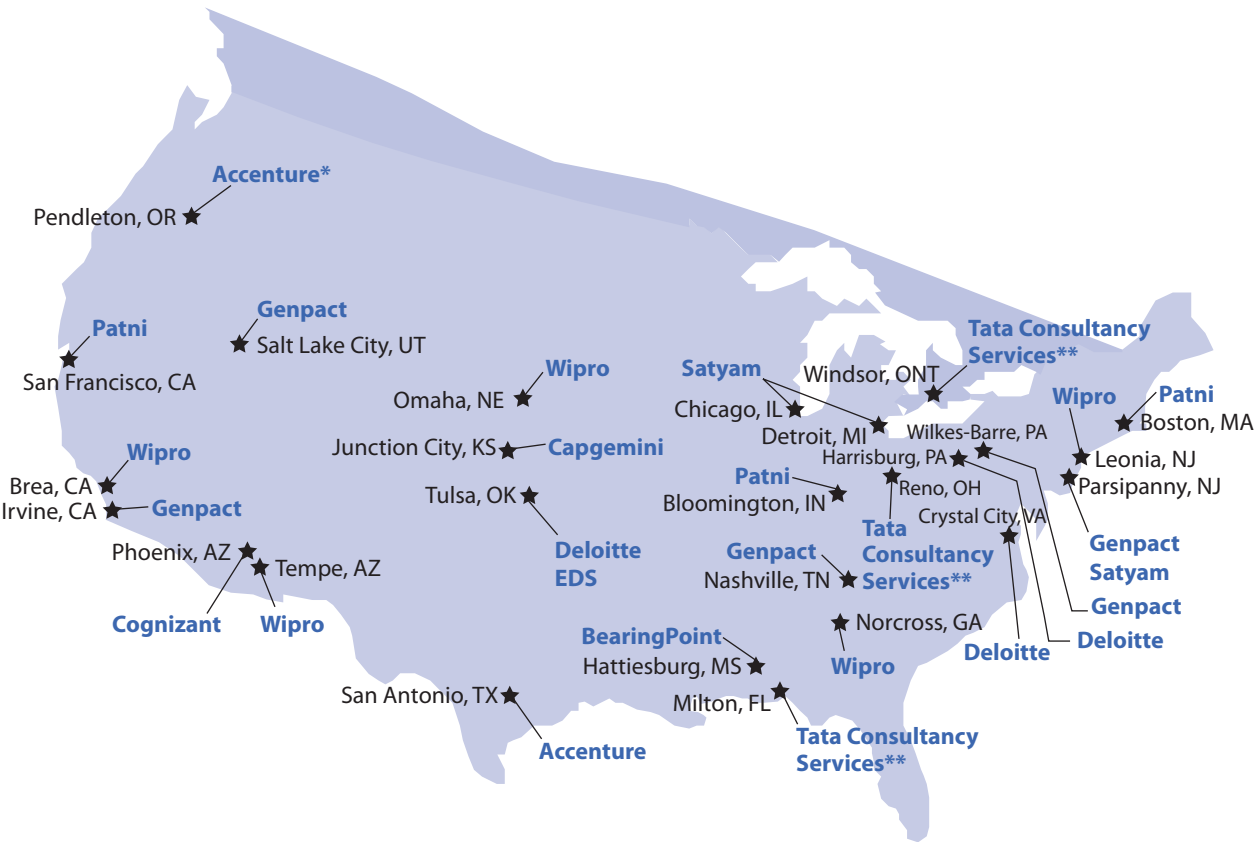 Accenture*
Pendleton, OR
Genpact
Salt Lake City, UT
Patni
San Francisco, CA
Tata Consultancy
Services**
Windsor, ONT
Wipro
Omaha, NE
Satyam
Chicago, IL
Detroit, MI
Wipro
Patni
Boston, MA
Junction City, KS
Capgemini
Wilkes-Barre, PA
Harrisburg, PA
Leonia, NJ
Parsipanny, NJ
Wipro
Brea, CA
Irvine, CA
Genpact
Tulsa, OK
Deloitte
EDS
Patni
Bloomington, IN
Reno, OH
Crystal City, VA
Tata
Consultancy
Services**
Genpact
Satyam
Phoenix, AZ
Tempe, AZ
Cognizant
Wipro
Genpact
Nashville, TN
Genpact
Deloitte
Deloitte
Norcross, GA
Wipro
BearingPoint
Hattiesburg, MS
Milton, FL
San Antonio, TX
Accenture
Tata Consultancy
Services**